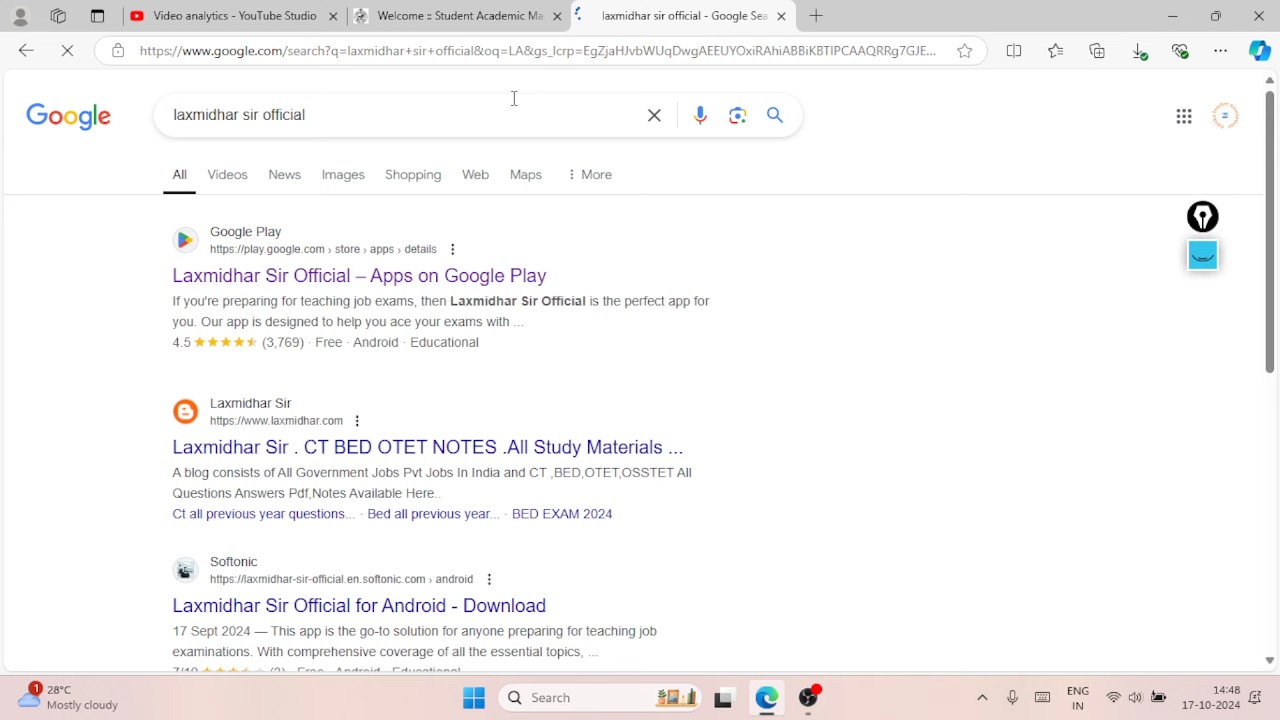 Video analytics - YouTube Studio
Welcome :: Student Academic Ma
laxmidhar sir official - Google Sea
https://www.google.com/search?q=laxmidhar+sir+official&oq=LA&gs_lcrp=EgZjaHJvbWUqDwgAEEUYOxiRAhiABBiKBTIPCAAQRRg7GJE...
Google
laxmidhar sir official
All Videos News Images Shopping Web Maps More
Google Play
https://play.google.com › store › apps › details
Laxmidhar Sir Official – Apps on Google Play
If you're preparing for teaching job exams, then Laxmidhar Sir Official is the perfect app for
you. Our app is designed to help you ace your exams with ...
4.5 (3,769) · Free · Android · Educational
Laxmidhar Sir
https://www.laxmidhar.com
Laxmidhar Sir . CT BED OTET NOTES .All Study Materials ...
A blog consists of All Government Jobs Pvt Jobs In India and CT ,BED,OTET,OSSTET All
Questions Answers Pdf,Notes Available Here..
Ct all previous year questions... · Bed all previous year... · BED EXAM 2024
Softonic
https://laxmidhar-sir-official.en.softonic.com › android
Laxmidhar Sir Official for Android - Download
17 Sept 2024 — This app is the go-to solution for anyone preparing for teaching job
examinations. With comprehensive coverage of all the essential topics, ...
7/10 (2) · Free · Android · Educational
1
28°C
Mostly cloudy
Search
ENG
IN
14:48
17-10-2024